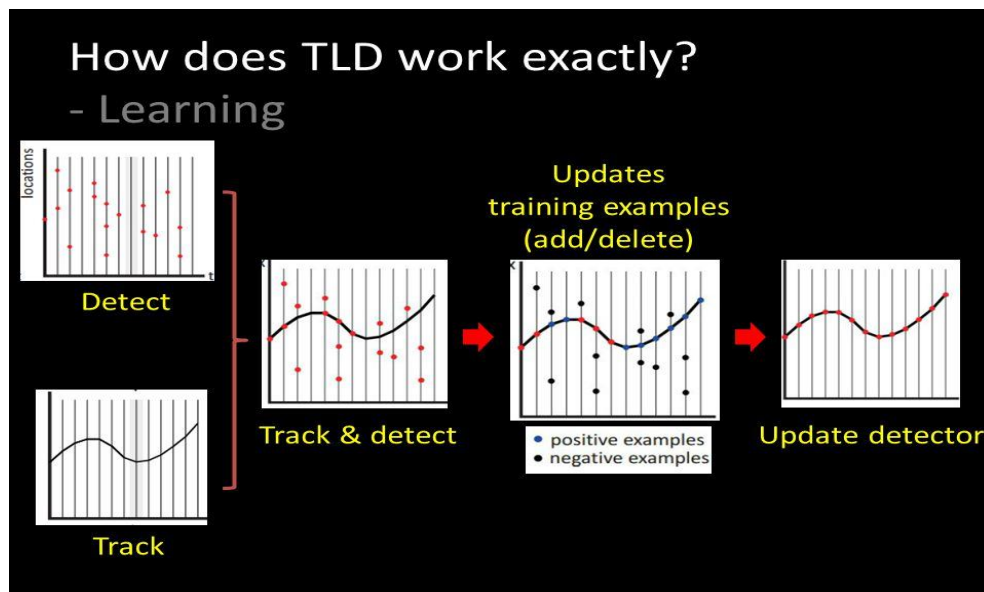 How does TLD work exactly?
- Learning
locations
t
Detect
Track
Track & detect
Updates
training examples
(add/delete)
positive examples
negative examples
Update detector